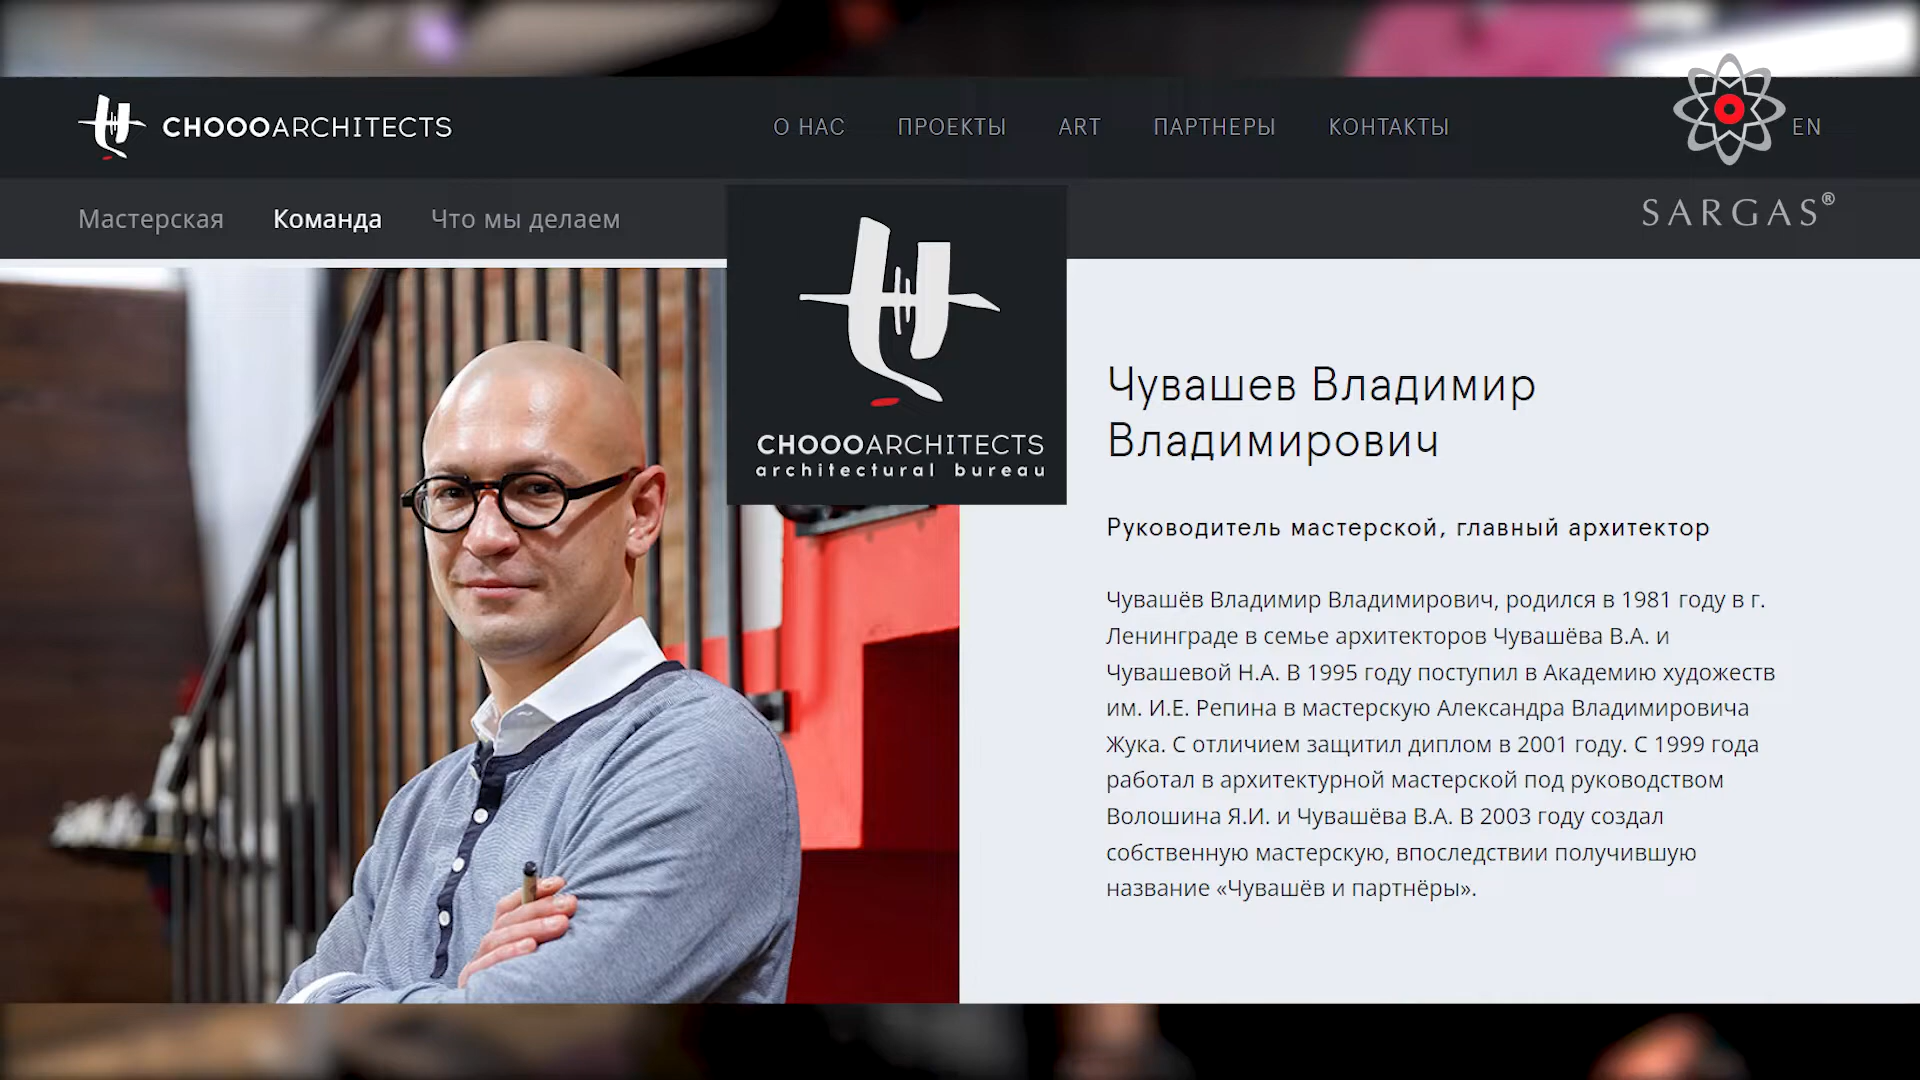 CHOOOARCHITECTS
О НАС
ПРОЕКТЫ
ART
ПАРТНЕРЫ
КОНТАКТЫ
EN
SARGAS®
Мастерская
Команда
Что мы делаем
CHOOOARCHITECTS
architectural bureau
Чувашев Владимир
Владимирович
Руководитель мастерской, главный архитектор
Чувашёв Владимир Владимирович, родился в 1981 году в г.
Ленинграде в семье архитекторов Чувашёва В.А. и
Чувашевой Н.А. В 1995 году поступил в Академию художеств
им. И.Е. Репина в мастерскую Александра Владимировича
Жука. С отличием защитил диплом в 2001 году. С 1999 года
работал в архитектурной мастерской под руководством
Волошина Я.И. и Чувашёва В.А. В 2003 году создал
собственную мастерскую, впоследствии получившую
название «Чувашёв и партнёры».